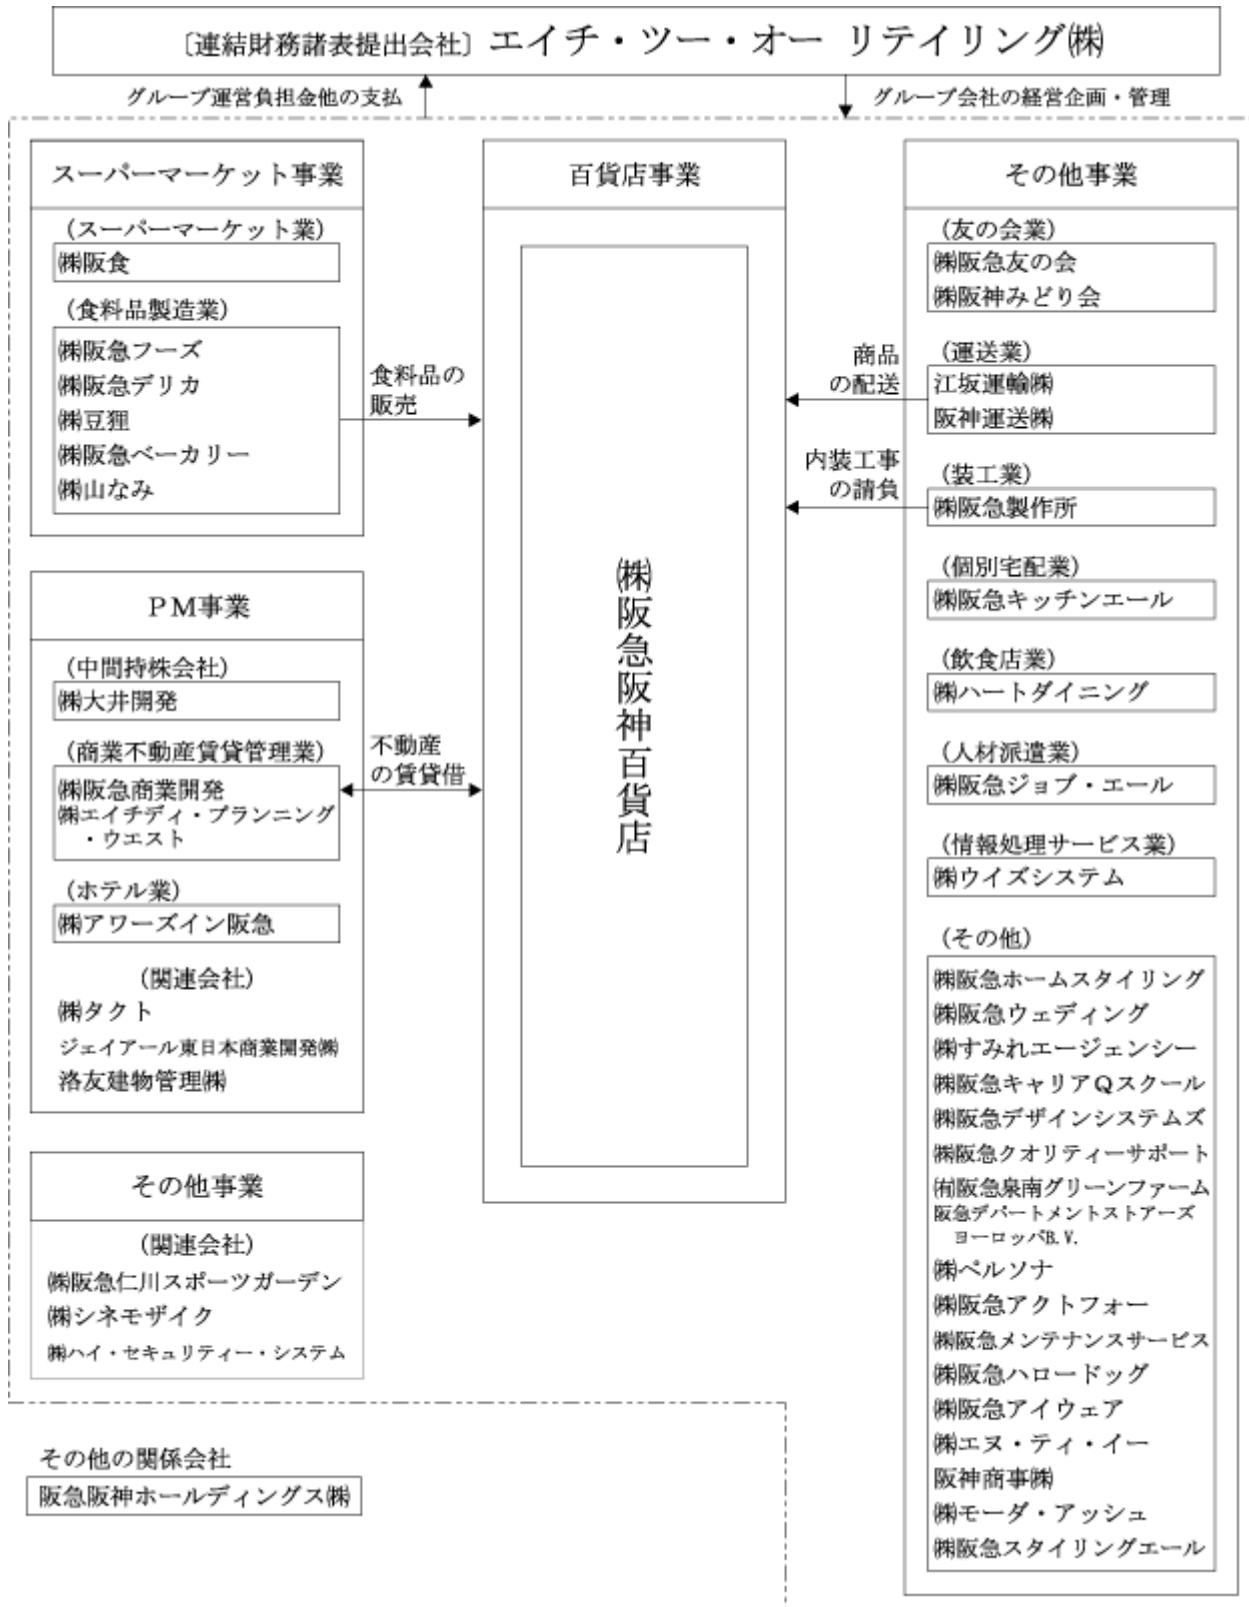 〔連結財務諸表提出会社〕エイチ・ツー・オー リテイリング㈱
グループ運営負担金他の支払
グループ会社の経営企画・管理
スーパーマーケット事業
（スーパーマーケット業）
㈱阪食
（食料品製造業）
㈱阪急フーズ
㈱阪急デリカ
㈱豆狸
㈱阪急ベーカリー
㈱山なみ
食料品の
販売
PM事業
（中間持株会社）
㈱大井開発
（商業不動産賃貸管理業）
㈱阪急商業開発
㈱エイチディ・プランニング
・ウエスト
（ホテル業）
㈱アワーズイン阪急
（関連会社）
㈱タクト
ジェイアール東日本商業開発㈱
洛友建物管理㈱
不動産
の賃貸借
その他事業
（関連会社）
㈱阪急仁川スポーツガーデン
㈱シネモザイク
㈱ハイ・セキュリティー・システム
その他の関係会社
阪急阪神ホールディングス㈱
百貨店事業
㈱阪急阪神百貨店
商品
の配送
内装工事
の請負
その他事業
（友の会業）
㈱阪急友の会
㈱阪神みどり会
（運送業）
江坂運輸㈱
阪神運送㈱
（装工業）
㈱阪急製作所
（個別宅配業）
㈱阪急キッチンエール
（飲食店業）
㈱ハートダイニング
（人材派遣業）
㈱阪急ジョブ・エール
（情報処理サービス業）
㈱ウイズシステム
（その他）
㈱阪急ホームスタイリング
㈱阪急ウェディング
㈱すみれエージェンシー
㈱阪急キャリアQスクール
㈱阪急デザインシステムズ
㈱阪急クオリティーサポート
㈲阪急泉南グリーンファーム
阪急デパートメントストアーズ
ヨーロッパB.V.
㈱ペルソナ
㈱阪急アクトフォー
㈱阪急メンテナンスサービス
㈱阪急ハロードッグ
㈱阪急アイウェア
㈱エヌ・ティ・イー
阪神商事㈱
㈱モーダ・アッシュ
㈱阪急スタイリングエール